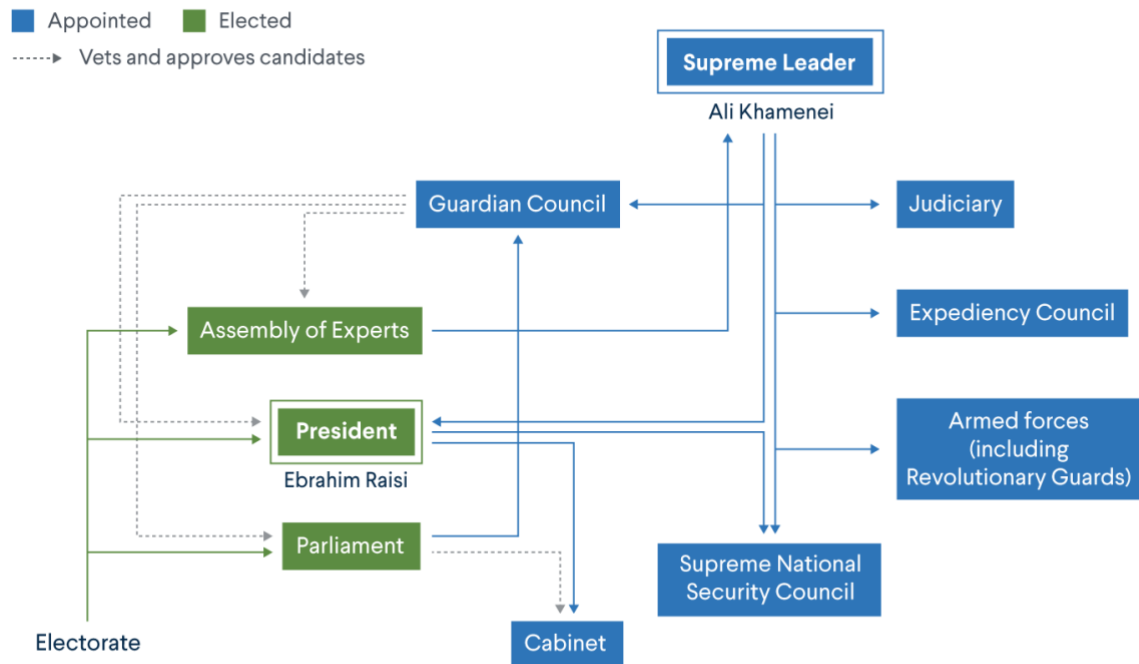 Appointed
Elected
Vets and approves candidates
Supreme Leader
Ali Khamenei
Guardian Council
Judiciary
Assembly of Experts
Expediency Council
President
Ebrahim Raisi
Armed forces
(including
Revolutionary Guards)
Parliament
Supreme National
Security Council
Electorate
Cabinet